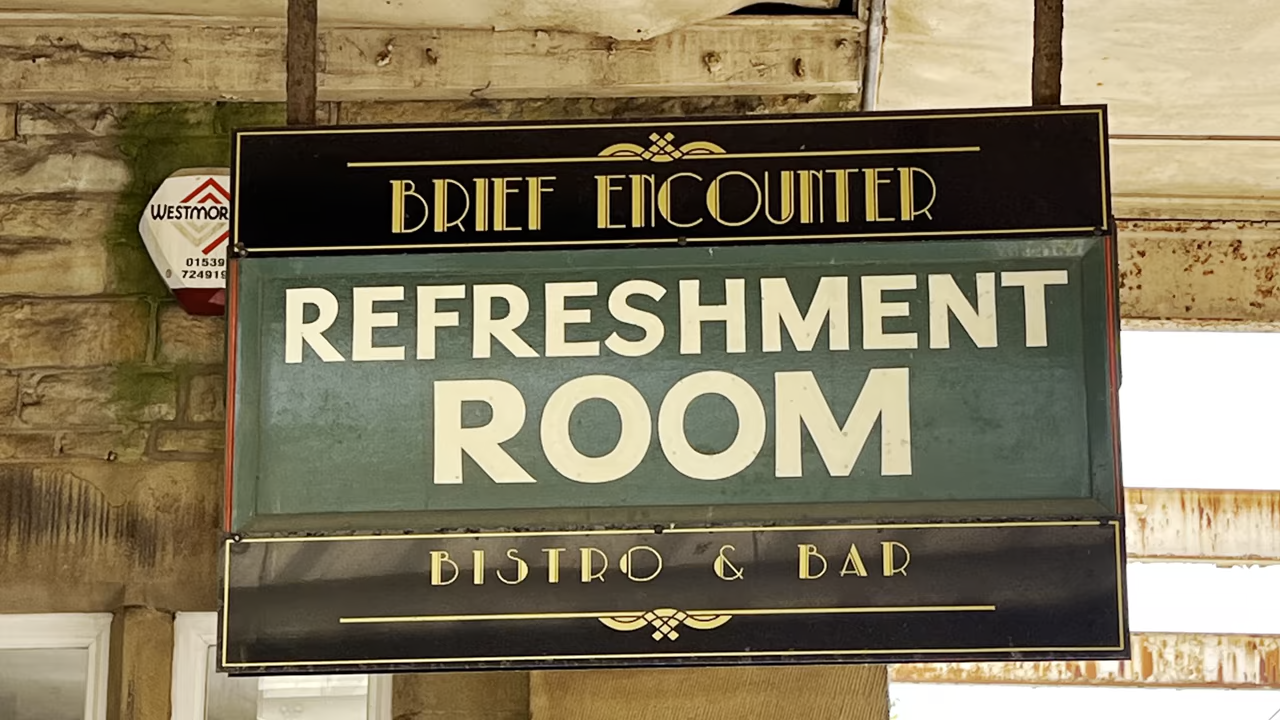 BRIEF ENCOUNTER
REFRESHMENT
ROOM
BISTRO & BAR
WESTMOR
01539
724919